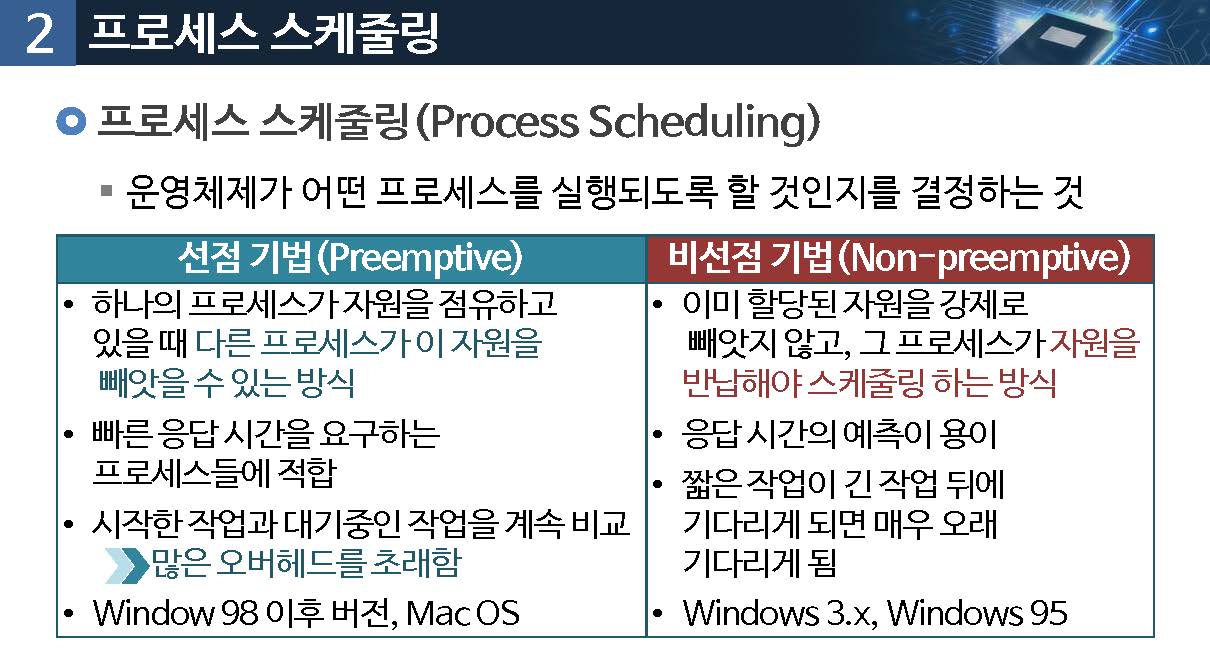 2 프로세스 스케줄링
프로세스 스케줄링(Process Scheduling)
▪ 운영체제가 어떤 프로세스를 실행되도록 할 것인지를 결정하는 것
선점 기법(Preemptive)
• 하나의 프로세스가 자원을 점유하고
있을 때 다른 프로세스가 이 자원을
빼앗을 수 있는 방식
• 빠른 응답 시간을 요구하는
프로세스들에 적합
• 시작한 작업과 대기중인 작업을 계속 비교
많은 오버헤드를 초래함
• Window 98 이후 버전, Mac OS
비선점 기법(Non-preemptive)
• 이미 할당된 자원을 강제로
빼앗지 않고, 그 프로세스가 자원을
반납해야 스케줄링 하는 방식
• 응답 시간의 예측이 용이
• 짧은 작업이 긴 작업 뒤에
기다리게 되면 매우 오래
기다리게 됨
• Windows 3.x, Windows 95